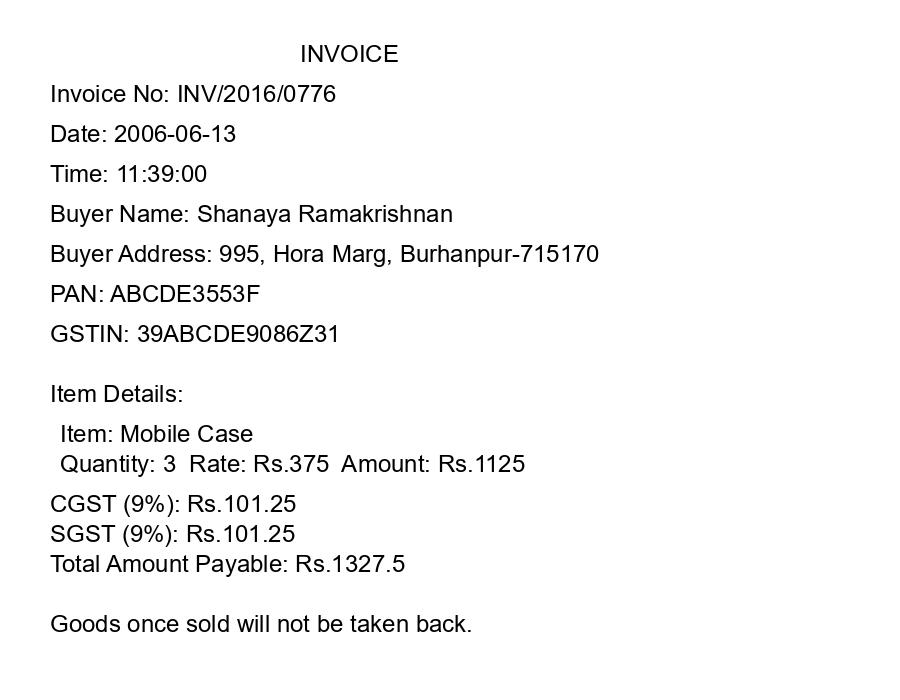 INVOICE
Invoice No: INV/2016/0776
Date: 2006-06-13
Time: 11:39:00
Buyer Name: Shanaya Ramakrishnan
Buyer Address: 995, Hora Marg, Burhanpur-715170
PAN: ABCDE3553F
GSTIN: 39ABCDE9086Z31
Item Details:
Item: Mobile Case
Quantity: 3 Rate: Rs.375 Amount: Rs.1125
CGST (9%): Rs.101.25
SGST (9%): Rs.101.25
Total Amount Payable: Rs.1327.5
Goods once sold will not be taken back.